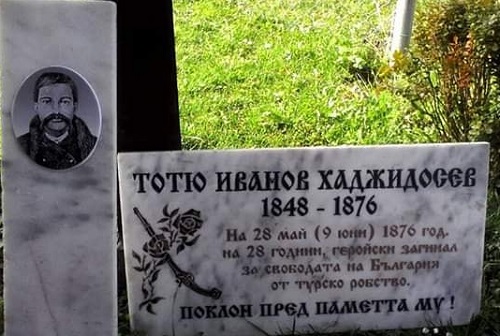 ТОТЮ ИВАНОВ ХАДЖИДОСЕВ
1848 - 1876
На 28 май (9 юни) 1876 год.
на 28 години, геройски загинал
за свободата на България
от турско робство.
ПОКЛОН ПРЕД ПАМЕТТА МУ !